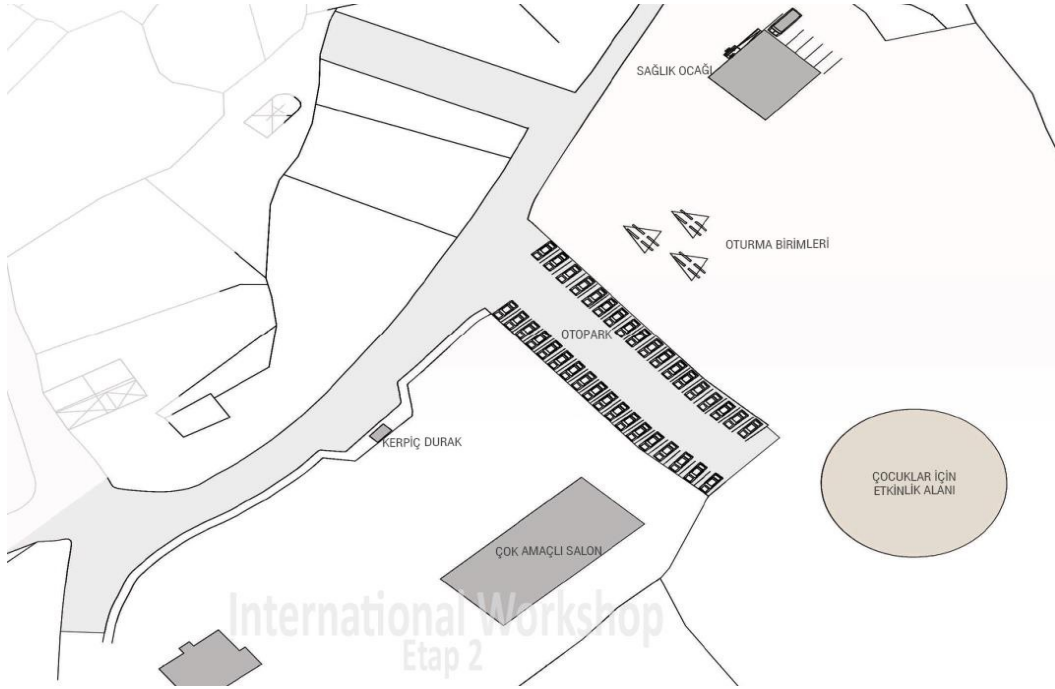 SAĞLIK OCAĞI
OTURMA BİRİMLERİ
OTOPARK
KERPİÇ DURAK
ÇOCUKLAR İÇİN
ETKİNLİK ALANI
ÇOK AMAÇLI SALON
International Workshop
Etap 2